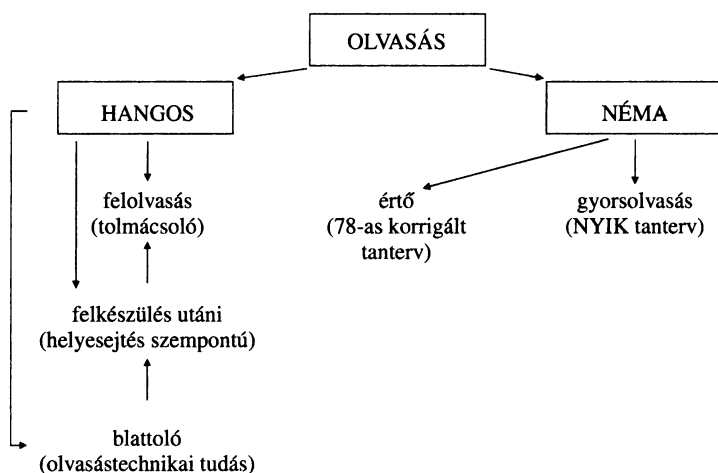 OLVASÁS
HANGOS
NÉMA
felolvasás
(tolmácsoló)
értő
(78-as korrigált
tanterv)
gyorsolvasás
(NYIK tanterv)
felkészülés utáni
(helyesejtés szempontú)
blattoló
(olvasástechnikai tudás)